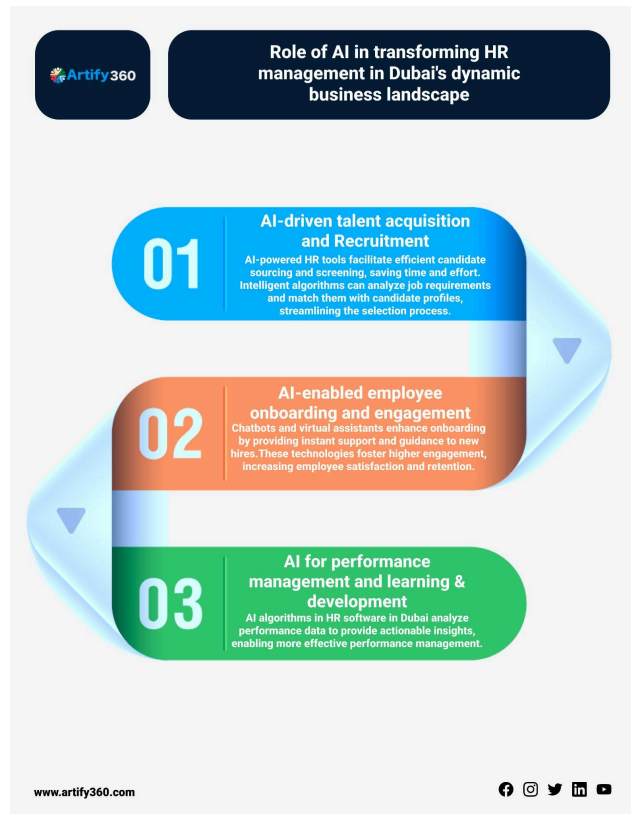 Artify360
Role of AI in transforming HR
management in Dubai's dynamic
business landscape
01
AI-driven talent acquisition
and Recruitment
AI-powered HR tools facilitate efficient candidate
sourcing and screening, saving time and effort.
Intelligent algorithms can analyze job requirements
and match them with candidate profiles,
streamlining the selection process.
02
AI-enabled employee
onboarding and engagement
Chatbots and virtual assistants enhance onboarding
by providing instant support and guidance to new
hires.These technologies foster higher engagement,
increasing employee satisfaction and retention.
03
AI for performance
management and learning &
development
AI algorithms in HR software in Dubai analyze
performance data to provide actionable insights,
enabling more effective performance management.
www.artify360.com